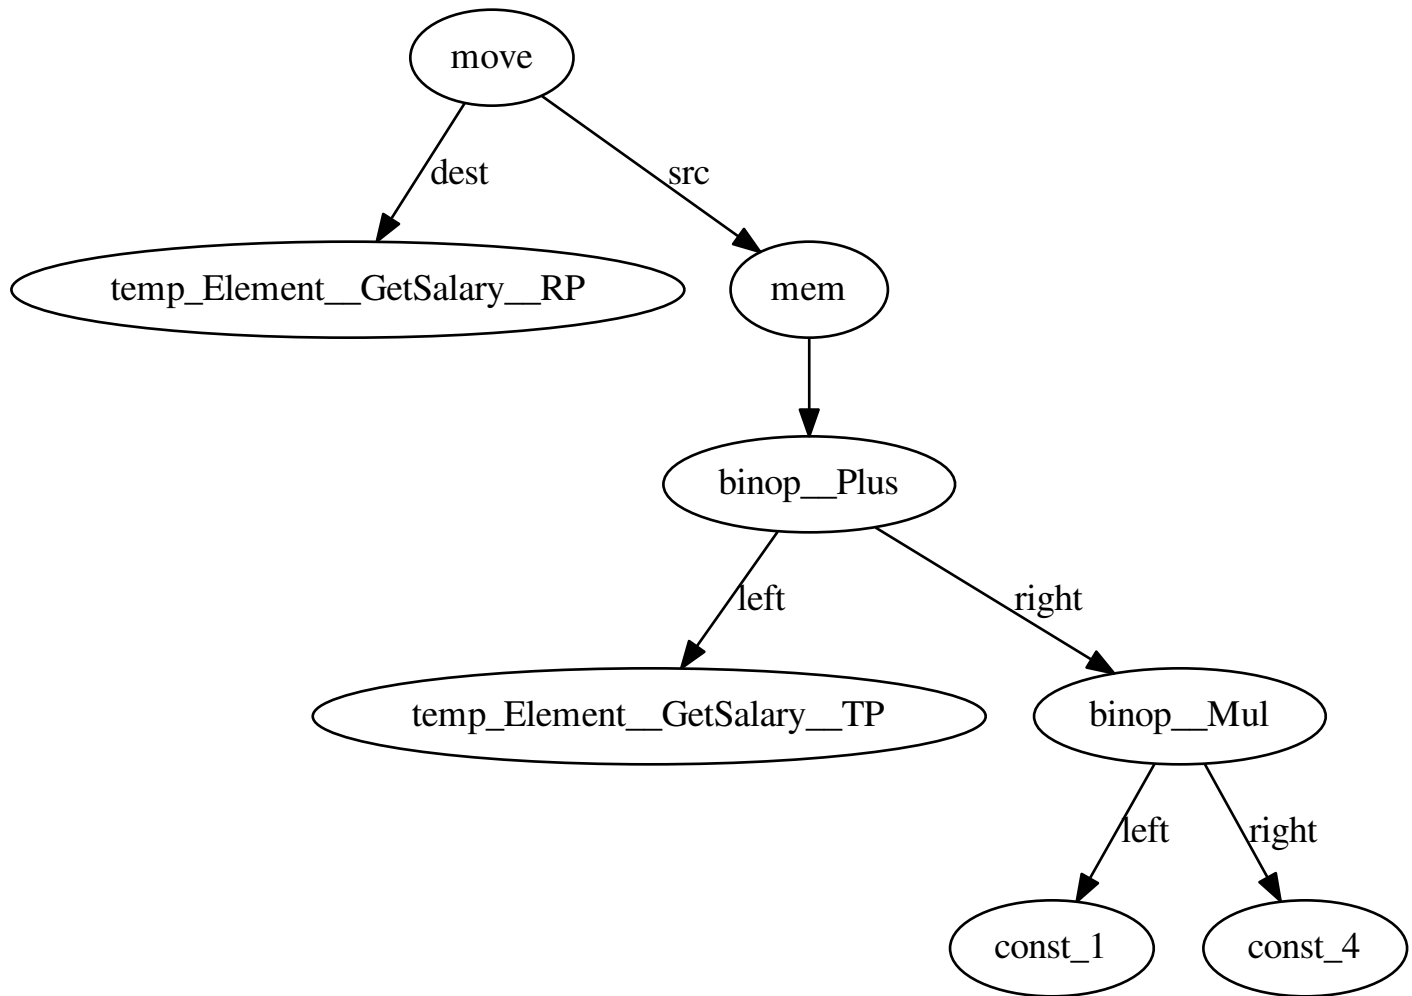 move
dest
src
temp_Element__GetSalary__RP
mem
binop__Plus
left
right
temp_Element__GetSalary__TP
binop__Mul
left
right
const_1
const_4